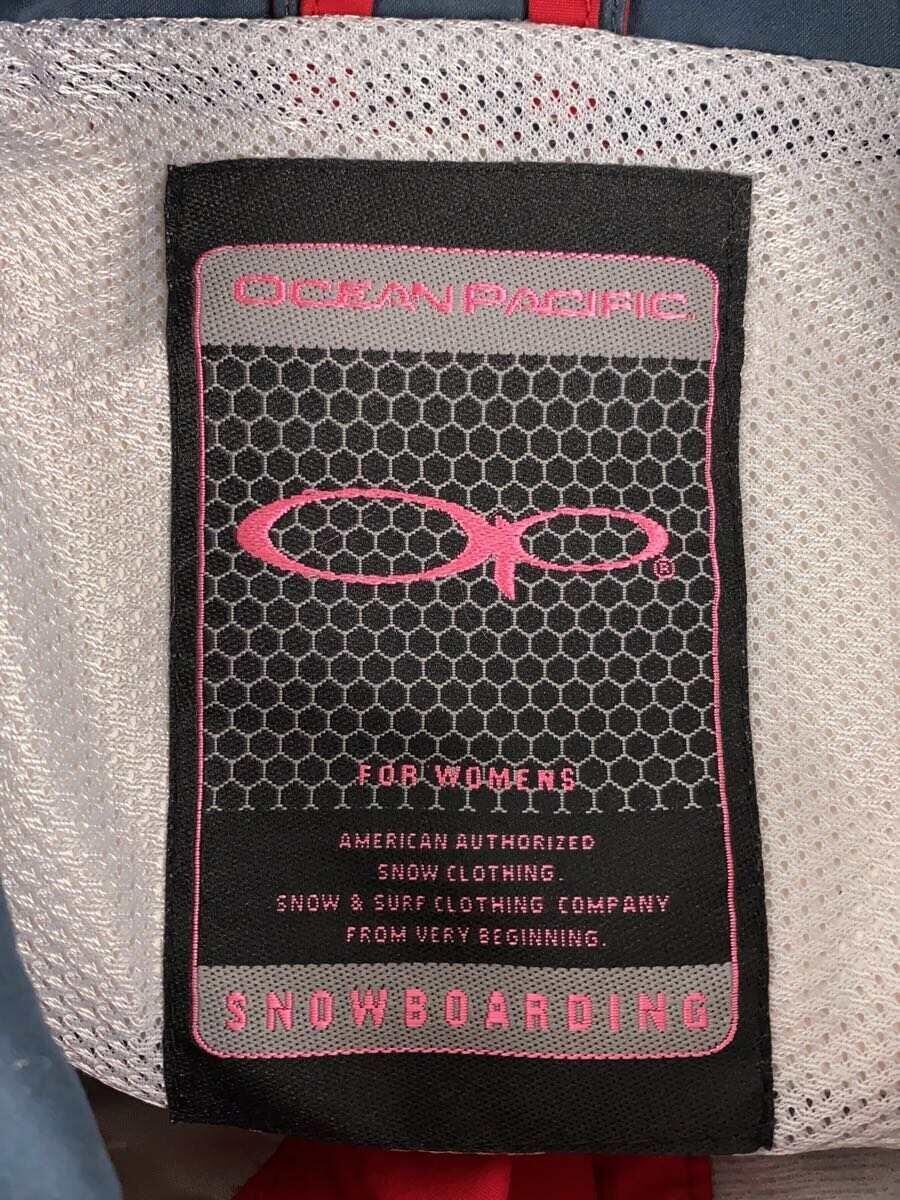 OCEAN PACIFIC
Op®
FOR WOMENS
AMERICAN AUTHORIZED
SNOW CLOTHING.
SNOW & SURF CLOTHING COMPANY
FROM VERY BEGINNING.
SNOWBOARDING